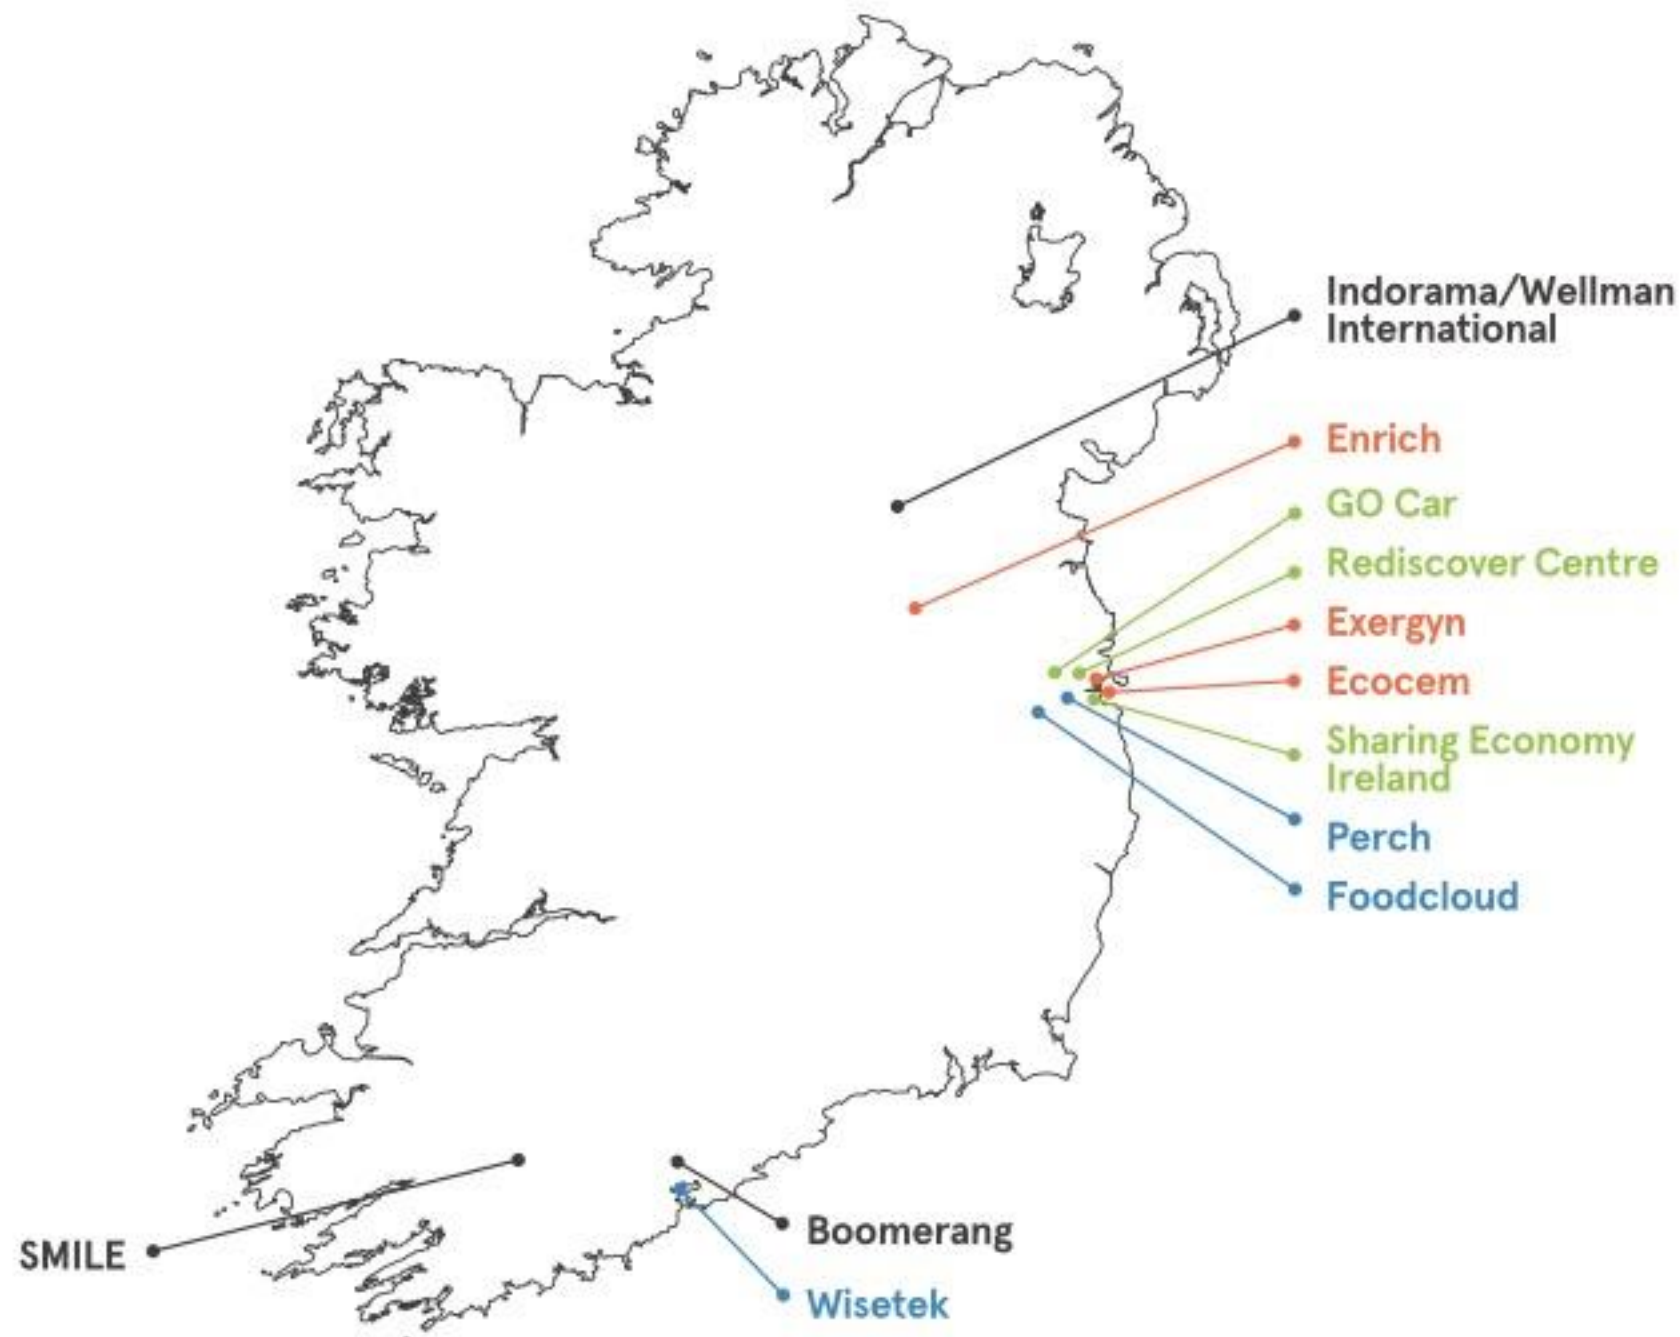 Indorama/Wellman
International
Enrich
GO Car
Rediscover Centre
Exergyn
Ecocem
Sharing Economy
Ireland
Perch
Foodcloud
SMILE
Boomerang
Wisetek